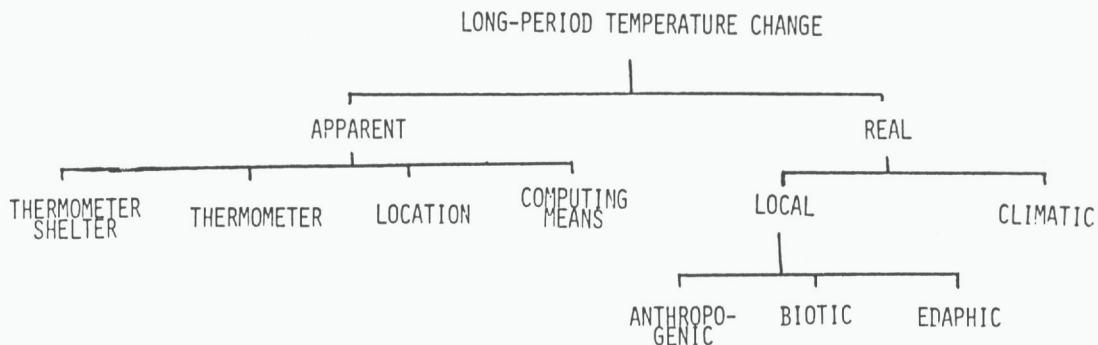 LONG-PERIOD TEMPERATURE CHANGE
APPARENT
REAL
THERMOMETER
SHELTER
THERMOMETER
LOCATION
COMPUTING
MEANS
LOCAL
CLIMATIC
ANTHROPO-
GENIC
BIOTIC
EDAPHIC